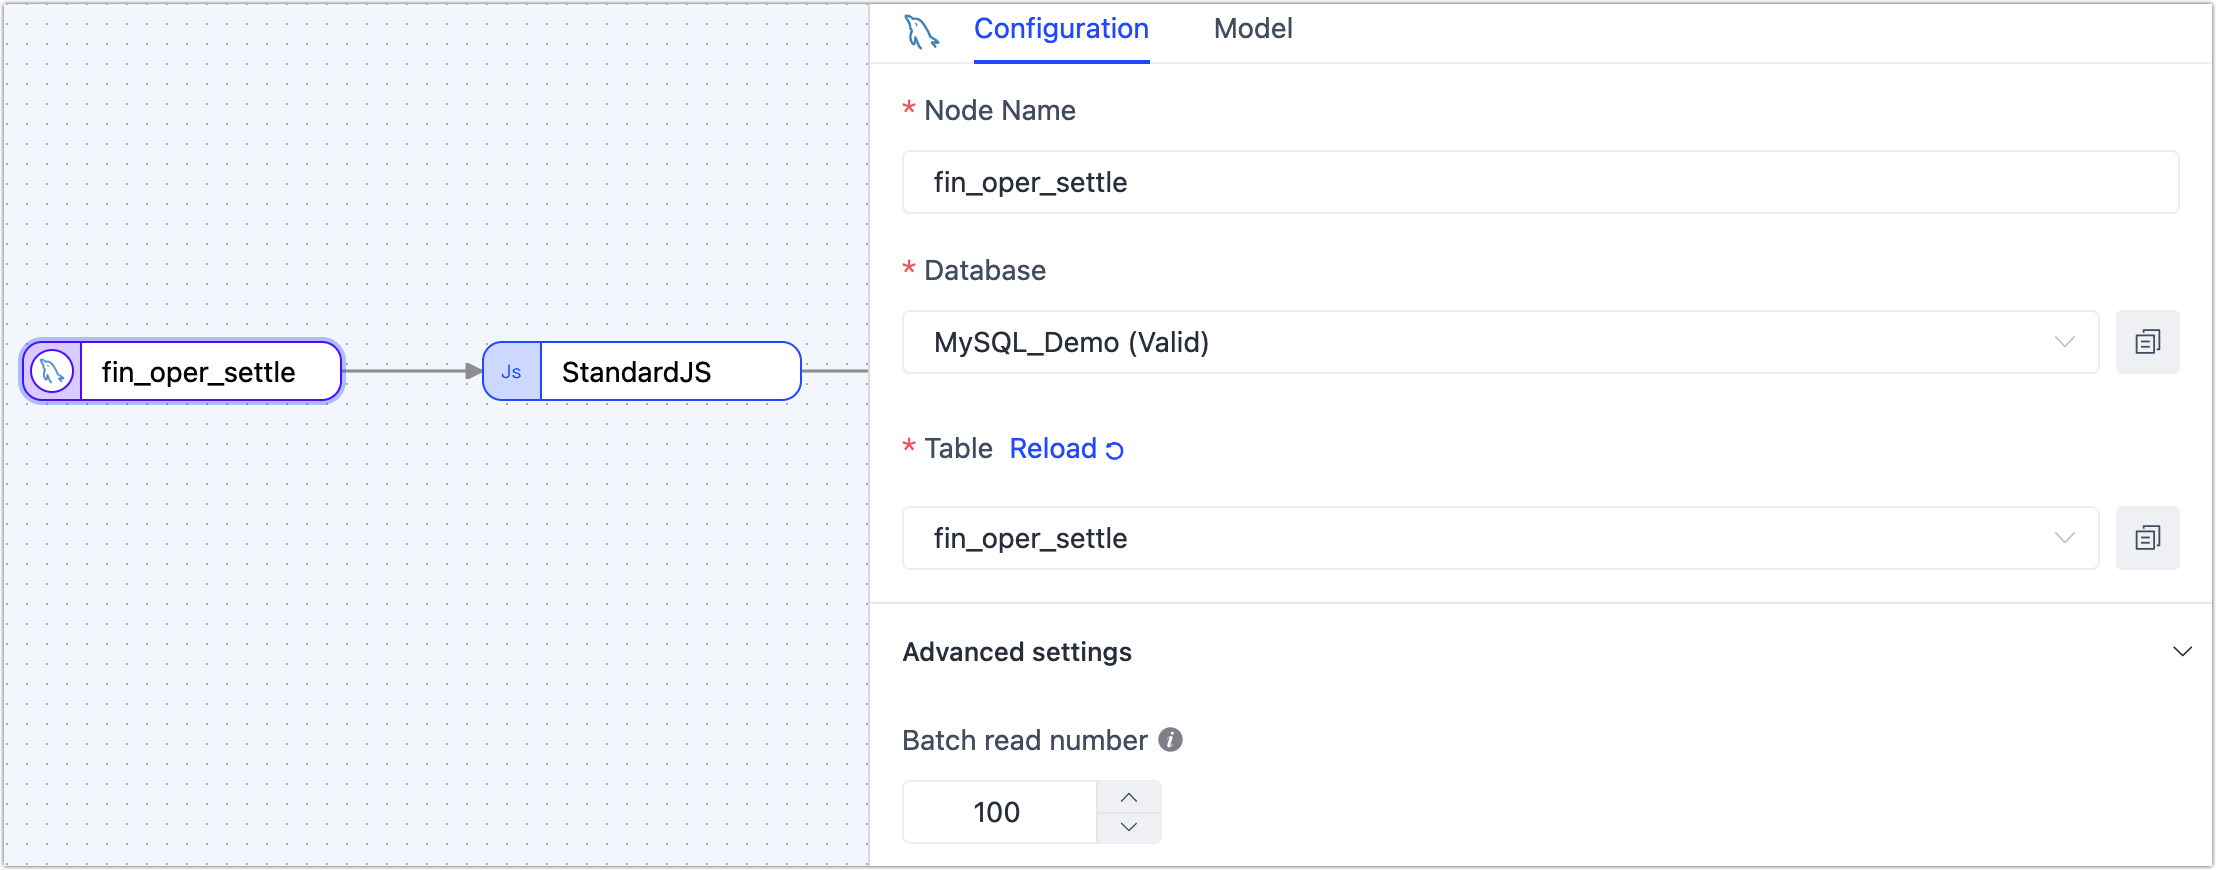 Configuration Model
* Node Name
fin_oper_settle
* Database
MySQL_Demo (Valid)
* Table Reload
fin_oper_settle
Advanced settings
Batch read number i
100
fin_oper_settle
Js StandardJS